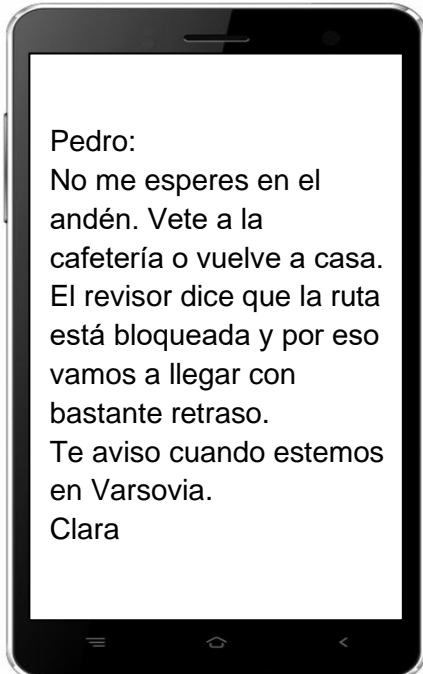 Pedro:
No me esperes en el
andén. Vete a la
cafetería o vuelve a casa.
El revisor dice que la ruta
está bloqueada y por eso
vamos a llegar con
bastante retraso.
Te aviso cuando estemos
en Varsovia.
Clara